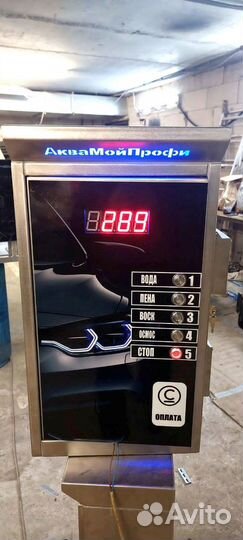 АкваМойПрофи
289
ВОДА 1
ПЕНА 2
ВОСК 3
ОСМОС 4
СТОП 5
С
ОПЛАТА
Avito